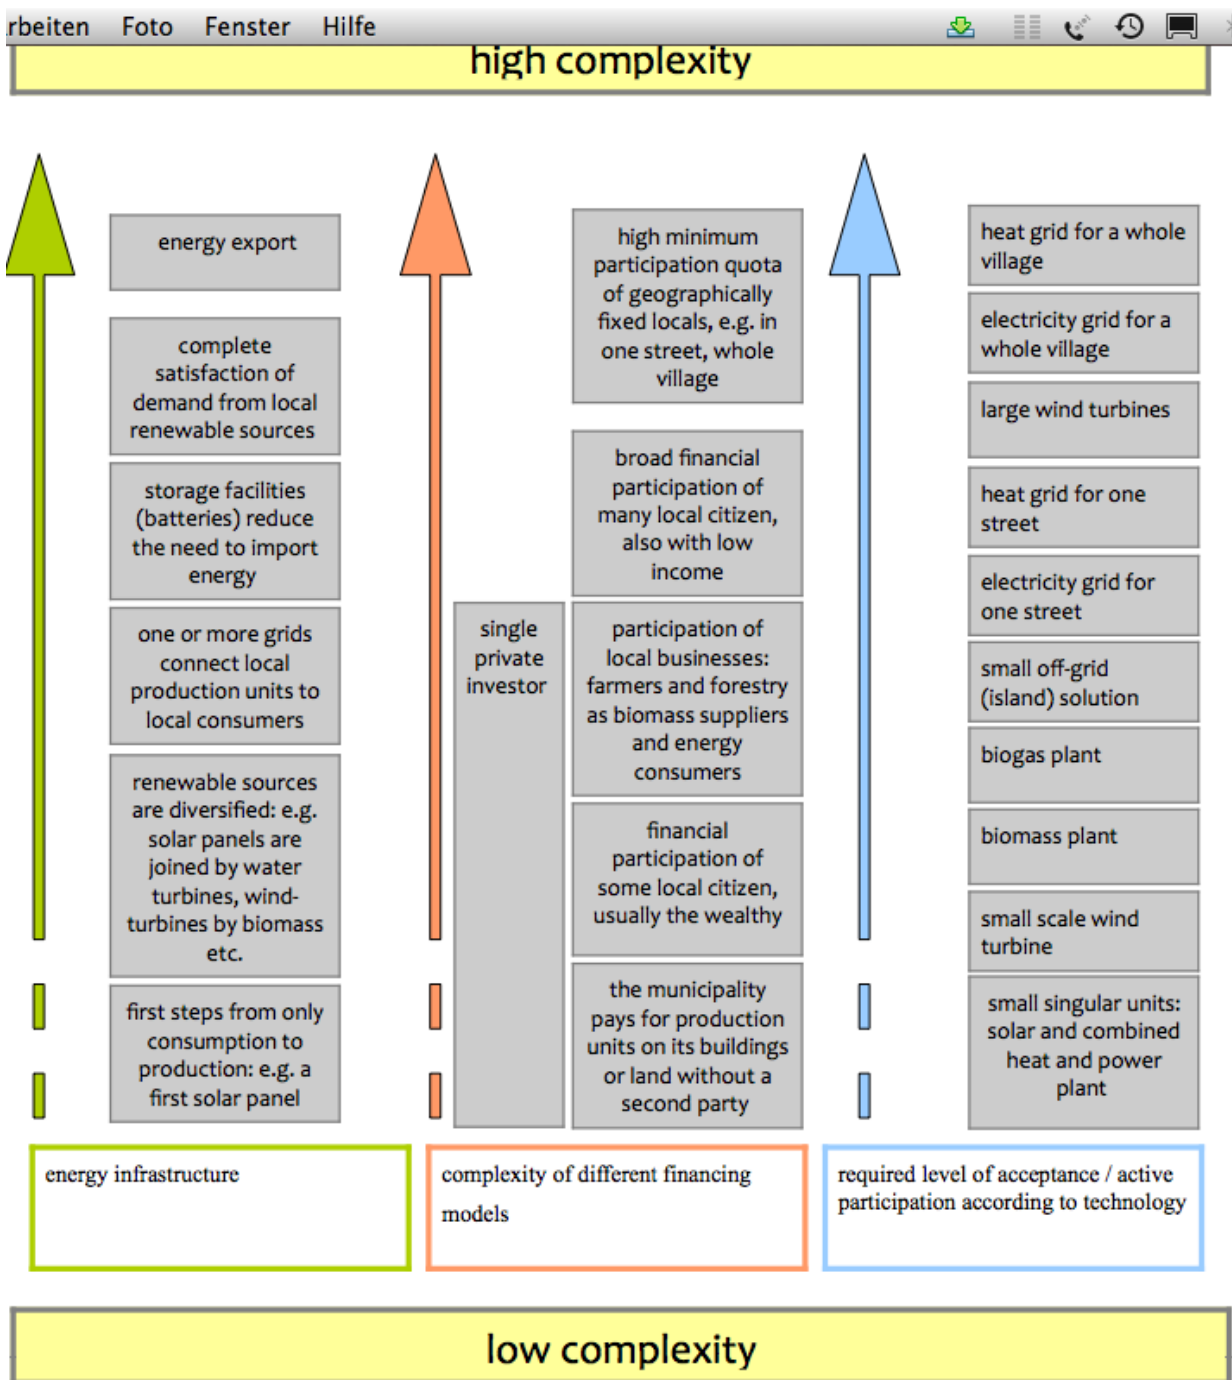 rbeiten Foto Fenster Hilfe
high complexity
energy export
complete
satisfaction of
demand from local
renewable sources
storage facilities
(batteries) reduce
the need to import
energy
one or more grids
connect local
production units to
local consumers
renewable sources
are diversified: e.g.
solar panels are
joined by water
turbines, wind-
turbines by biomass
etc.
first steps from only
consumption to
production: e.g. a
first solar panel
energy infrastructure
single
private
investor
high minimum
participation quota
of geographically
fixed locals, e.g. in
one street, whole
village
broad financial
participation of
many local citizen,
also with low
income
participation of
local businesses:
farmers and forestry
as biomass suppliers
and energy
consumers
financial
participation of
some local citizen,
usually the wealthy
the municipality
pays for production
units on its buildings
or land without a
second party
complexity of different financing
models
heat grid for a whole
village
electricity grid for a
whole village
large wind turbines
heat grid for one
street
electricity grid for
one street
small off-grid
(island) solution
biogas plant
biomass plant
small scale wind
turbine
small singular units:
solar and combined
heat and power
plant
required level of acceptance / active
participation according to technology
low complexity